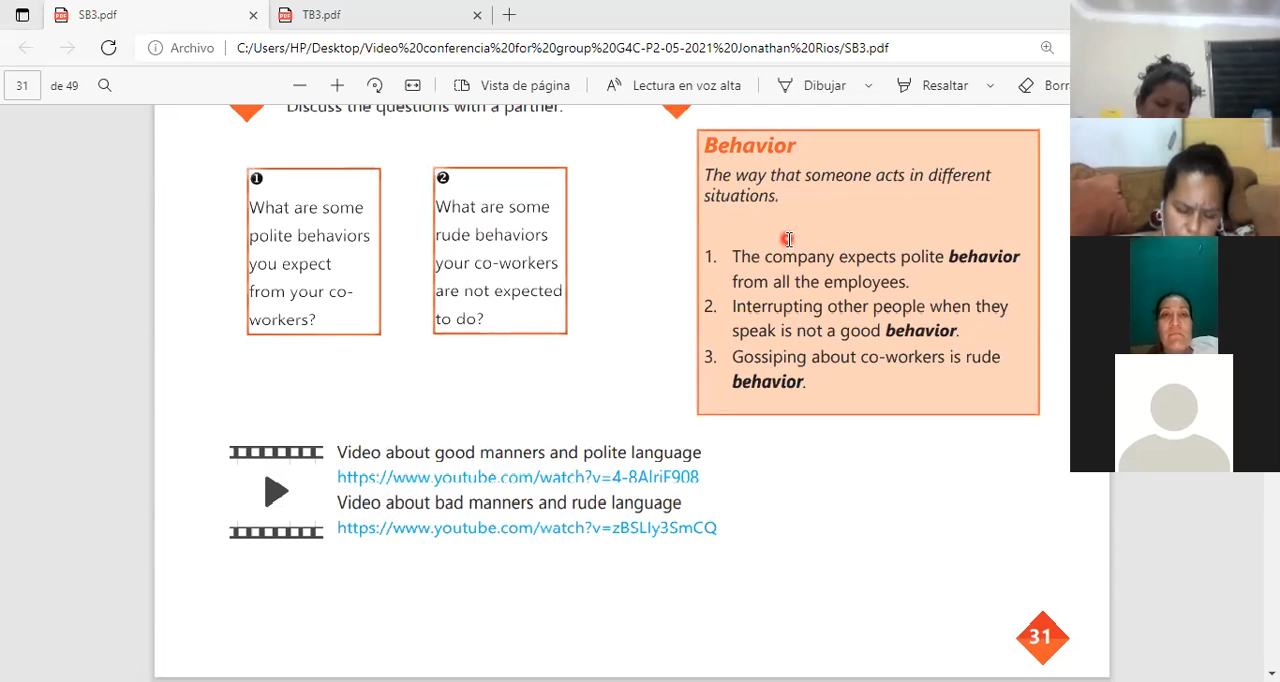 SB3.pdf
TB3.pdf
Archivo
C:/Users/HP/Desktop/Video%20conferencia%20for%20group%20G4C-P2-05-2021%20Jonathan%20Rios/SB3.pdf
31
de 49
Vista de página
Lectura en voz alta
Dibujar
Resaltar
Borr
Discuss the questions with a partner.
❶
What are some
polite behaviors
you expect
from your co-
workers?
❷
What are some
rude behaviors
your co-workers
are not expected
to do?
Behavior
The way that someone acts in different
situations.
1. The company expects polite behavior
from all the employees.
2. Interrupting other people when they
speak is not a good behavior.
3. Gossiping about co-workers is rude
behavior.
Video about good manners and polite language
https://www.youtube.com/watch?v=4-8AlriF908
Video about bad manners and rude language
https://www.youtube.com/watch?v=zBSLIy3SmCQ
31